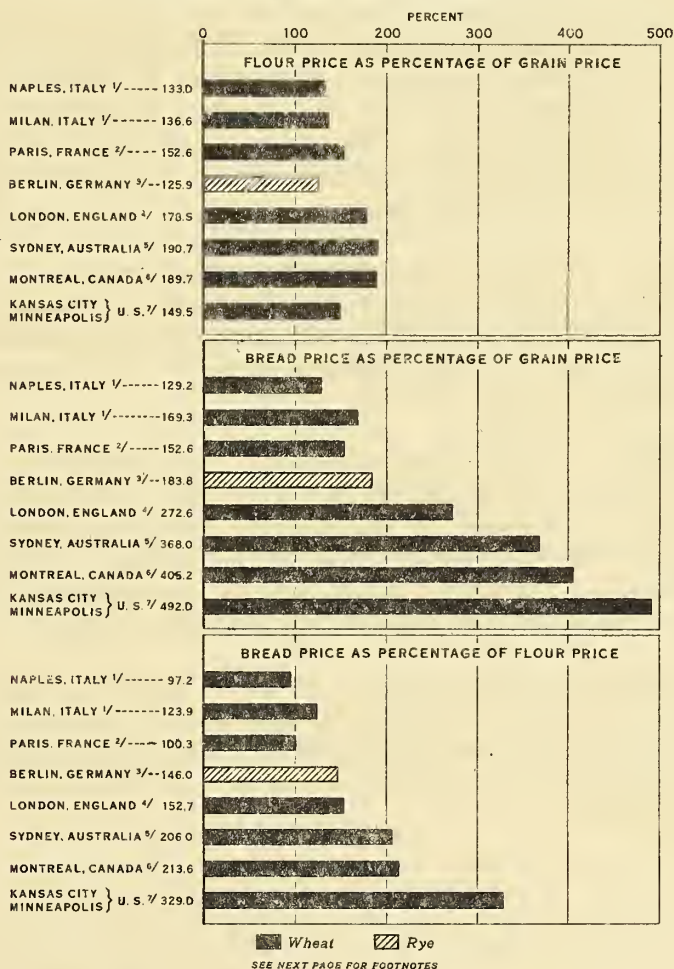 PERCENT
0 100 200 300 400 500
FLOUR PRICE AS PERCENTAGE OF GRAIN PRICE
NAPLES, ITALY 1/----- 133.0
MILAN, ITALY 1/------- 136.6
PARIS, FRANCE 2/---- 152.6
BERLIN, GERMANY 3/--125.9
LONDON, ENGLAND 4/ 178.5
SYDNEY, AUSTRALIA 5/ 190.7
MONTREAL, CANADA 6/ 189.7
KANSAS CITY
MINNEAPOLIS } U. S. 7/ 149.5
BREAD PRICE AS PERCENTAGE OF GRAIN PRICE
NAPLES, ITALY 1/------ 129.2
MILAN, ITALY 1/-------169.3
PARIS, FRANCE 2/----- 152.6
BERLIN, GERMANY 3/--183.8
LONDON, ENGLAND 4/ 272.6
SYDNEY, AUSTRALIA 5/ 368.0
MONTREAL, CANADA 6/ 405.2
KANSAS CITY
MINNEAPOLIS } U. S. 7/ 492.0
BREAD PRICE AS PERCENTAGE OF FLOUR PRICE
NAPLES, ITALY 1/------ 97.2
MILAN, ITALY 1/-------123.9
PARIS, FRANCE 2/----- 100.3
BERLIN, GERMANY 3/--146.0
LONDON, ENGLAND 4/ 152.7
SYDNEY, AUSTRALIA 5/ 206.0
MONTREAL, CANADA 6/ 213.6
KANSAS CITY
MINNEAPOLIS } U. S. 7/ 329.0
Wheat Rye
SEE NEXT PAGE FOR FOOTNOTES